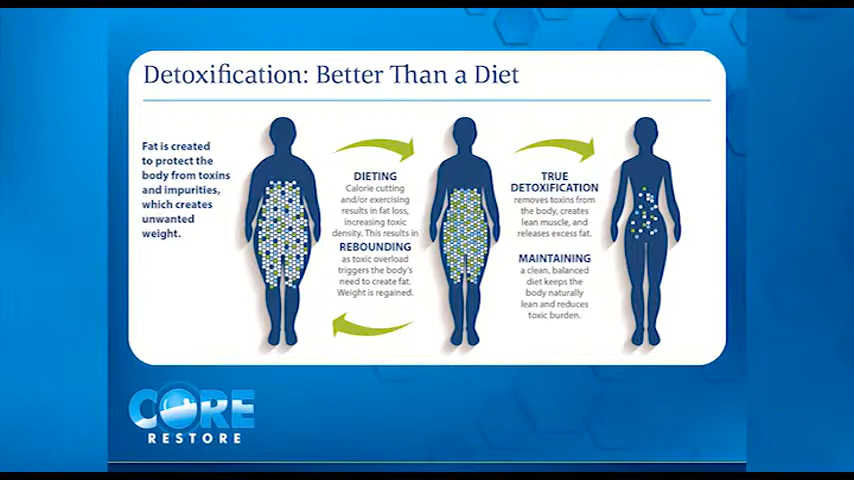 Detoxification: Better Than a Diet
Fat is created
to protect the
body from toxins
and impurities,
which creates
unwanted
weight.
DIETING
Calorie cutting
and/or exercising
results in fat loss,
increasing toxic
density. This results in
REBOUNDING
as toxic overload
triggers the body's
need to create fat.
Weight is regained.
TRUE
DETOXIFICATION
removes toxins from
the body, creates
lean muscle, and
releases excess fat.
MAINTAINING
a clean, balanced
diet keeps the
body naturally
lean and reduces
toxic burden.
CORE
RESTORE